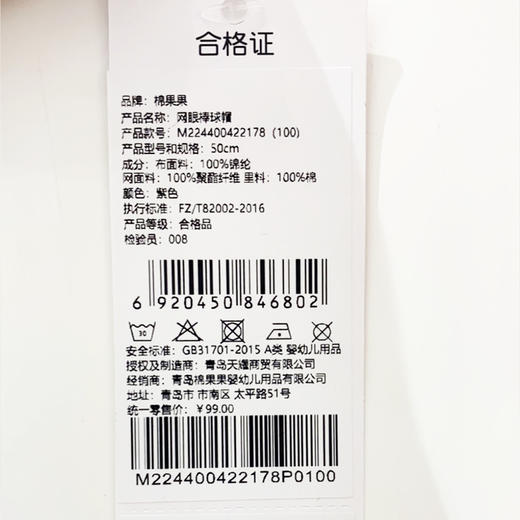 合格证
品牌：棉果果
产品名称：网眼棒球帽
产品款号：M224400422178（100）
产品型号和规格：50cm
成分：布面料：100%锦纶
网面料：100%聚酯纤维 里料：100%棉
颜色：紫色
执行标准：FZ/T82002-2016
产品等级：合格品
检验员：008
6 920450 846802
30
安全标准：GB31701-2015 A类 婴幼儿用品
授权及制造商：青岛天耀商贸有限公司
经销商：青岛棉果果婴幼儿用品有限公司
地址：青岛市 市南区 太平路51号
统一零售价：￥99.00
M224400422178P0100